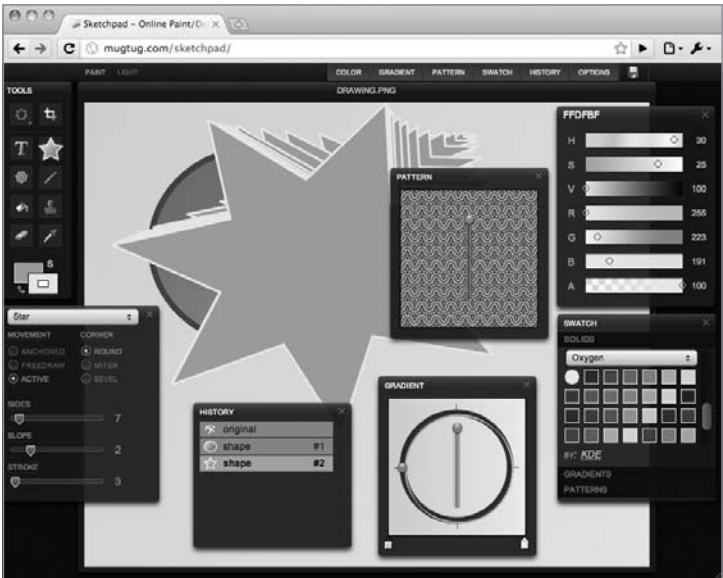 Sketchpad - Online Paint/Dr
mugtug.com/sketchpad/
PAINT LIGHT
COLOR GRADIENT PATTERN SWATCH HISTORY OPTIONS
TOOLS
DRAWING.PNG
FFDFBF
H 30
S 25
V 100
R 255
G 223
B 191
A 100
T
S
PATTERN
Star
MOVEMENT CORNER
ANCHORED ROUND
FREEDRAW MITER
ACTIVE BEVEL
SIDES
7
SLOPE
2
STROKE
3
HISTORY
original
shape #1
shape #2
GRADIENT
SWATCH
SOLIDS
Oxygen
BY: KDE
GRADIENTS
PATTERNS